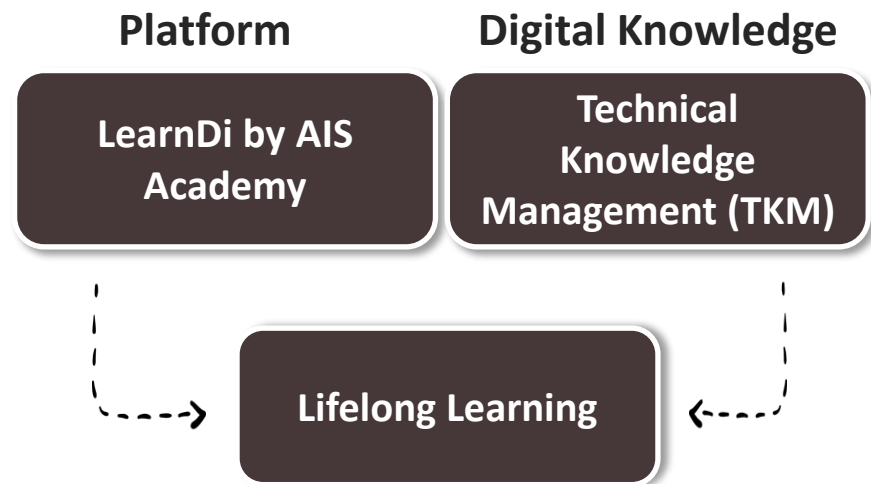 Platform
Digital Knowledge
LearnDi by AIS
Academy
Technical
Knowledge
Management (TKM)
Lifelong Learning